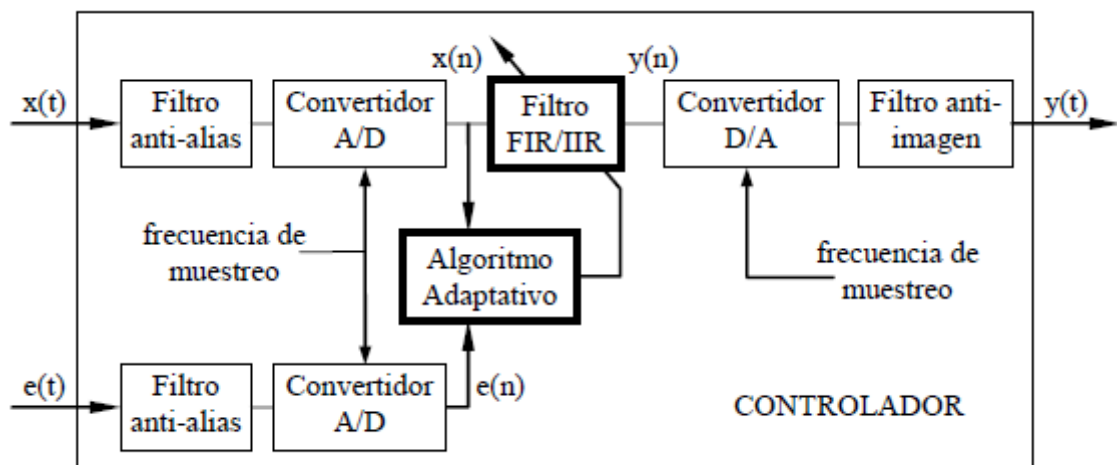 x(t)
Filtro
anti-alias
Convertidor
A/D
x(n)
Filtro
FIR/IIR
y(n)
Convertidor
D/A
Filtro anti-
imagen
y(t)
frecuencia de
muestreo
Algoritmo
Adaptativo
frecuencia de
muestreo
e(t)
Filtro
anti-alias
Convertidor
A/D
e(n)
CONTROLADOR